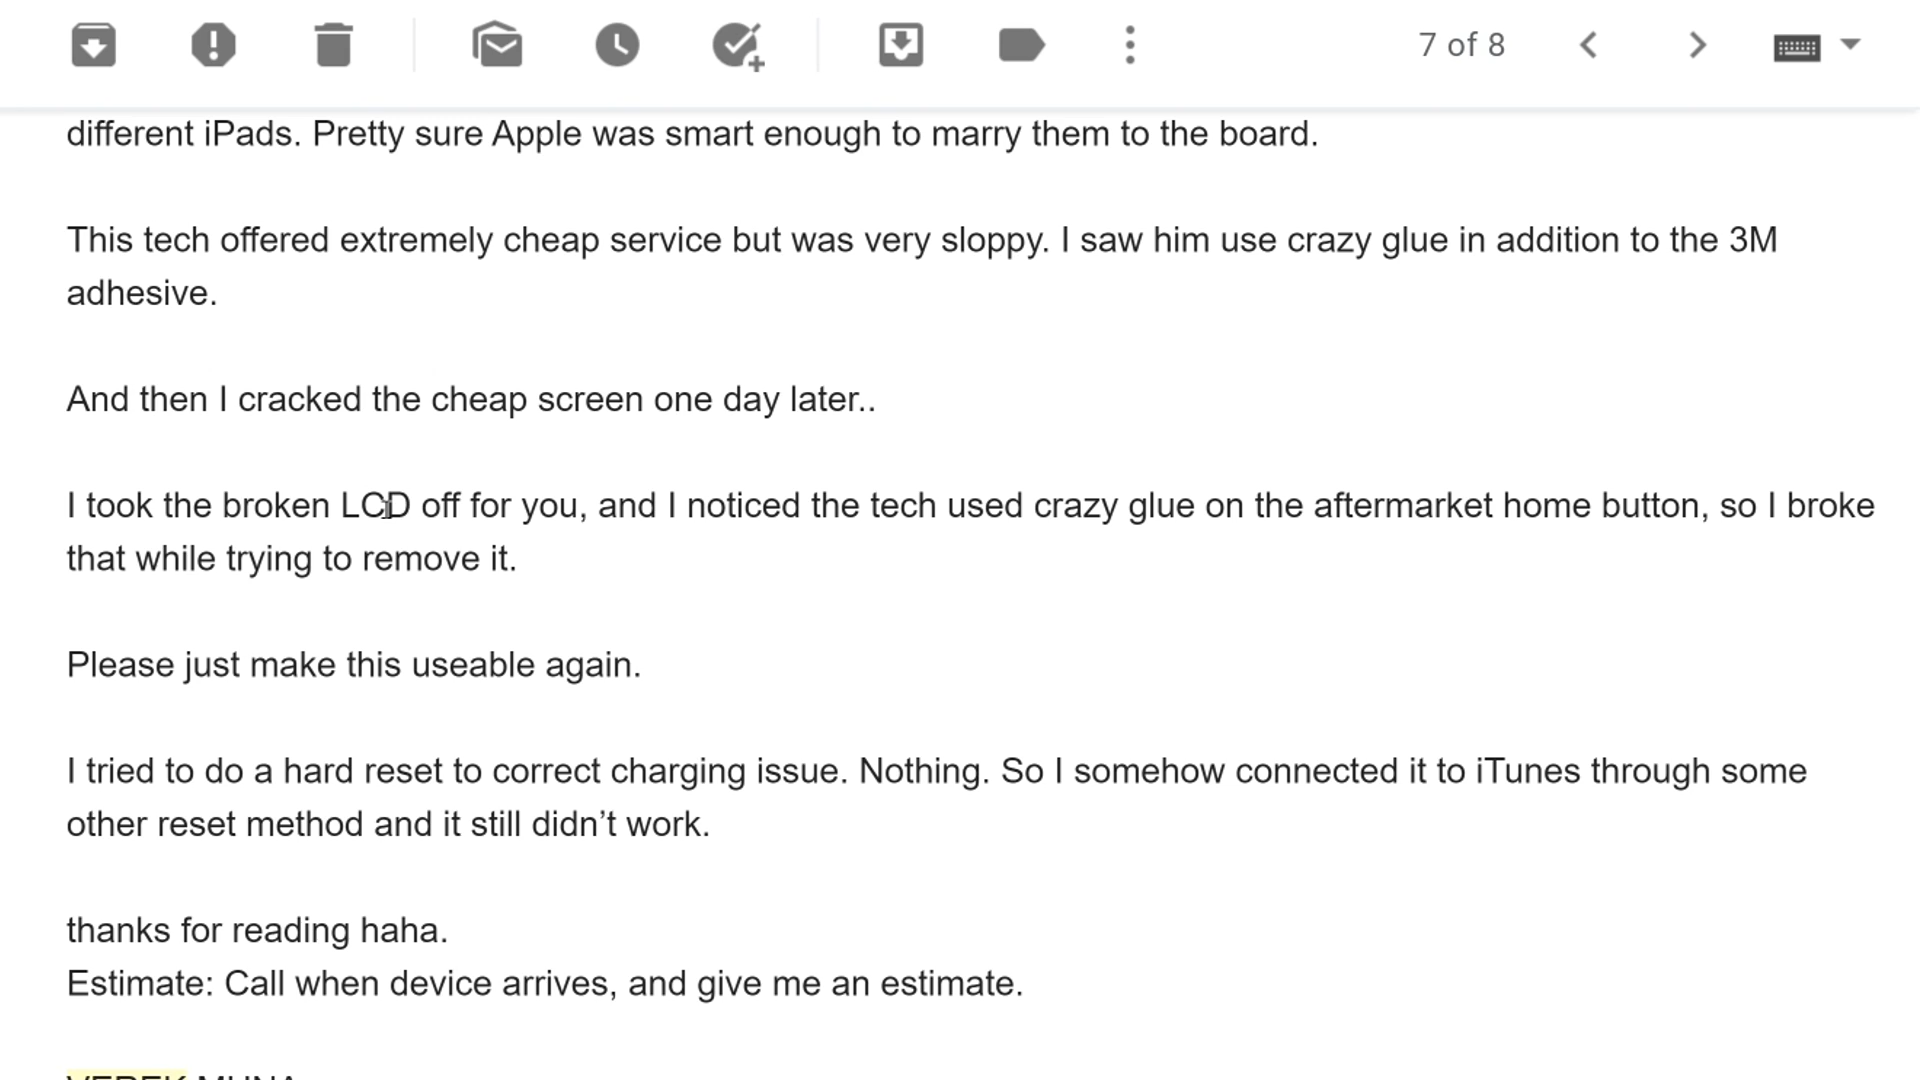 7 of 8
different iPads. Pretty sure Apple was smart enough to marry them to the board.
This tech offered extremely cheap service but was very sloppy. I saw him use crazy glue in addition to the 3M
adhesive.
And then I cracked the cheap screen one day later..
I took the broken LCD off for you, and I noticed the tech used crazy glue on the aftermarket home button, so I broke
that while trying to remove it.
Please just make this useable again.
I tried to do a hard reset to correct charging issue. Nothing. So I somehow connected it to iTunes through some
other reset method and it still didn’t work.
thanks for reading haha.
Estimate: Call when device arrives, and give me an estimate.